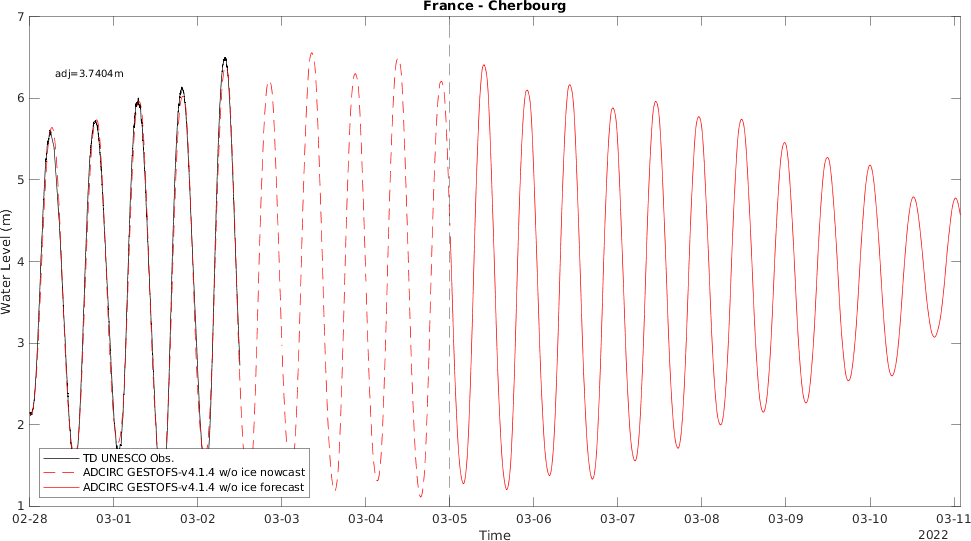 France - Cherbourg
7
adj=3.7404m
6
5
4
3
2
1
Water Level (m)
TD UNESCO Obs.
ADCIRC GESTOFS-v4.1.4 w/o ice nowcast
ADCIRC GESTOFS-v4.1.4 w/o ice forecast
02-28 03-01 03-02 03-03 03-04 03-05 03-06 03-07 03-08 03-09 03-10 03-11
Time
2022